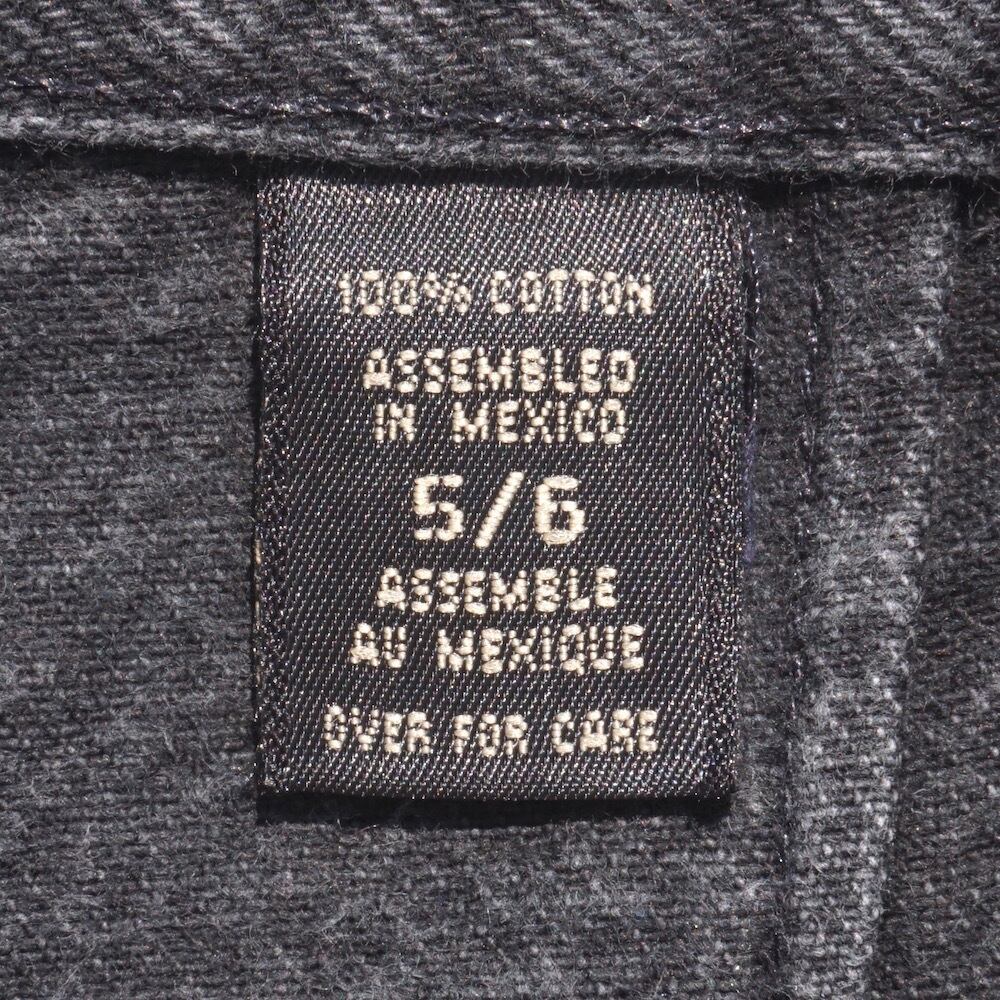 100% COTTON
ASSEMBLED
IN MEXICO
5/6
ASSEMBLE
AU MEXIQUE
OVER FOR CARE